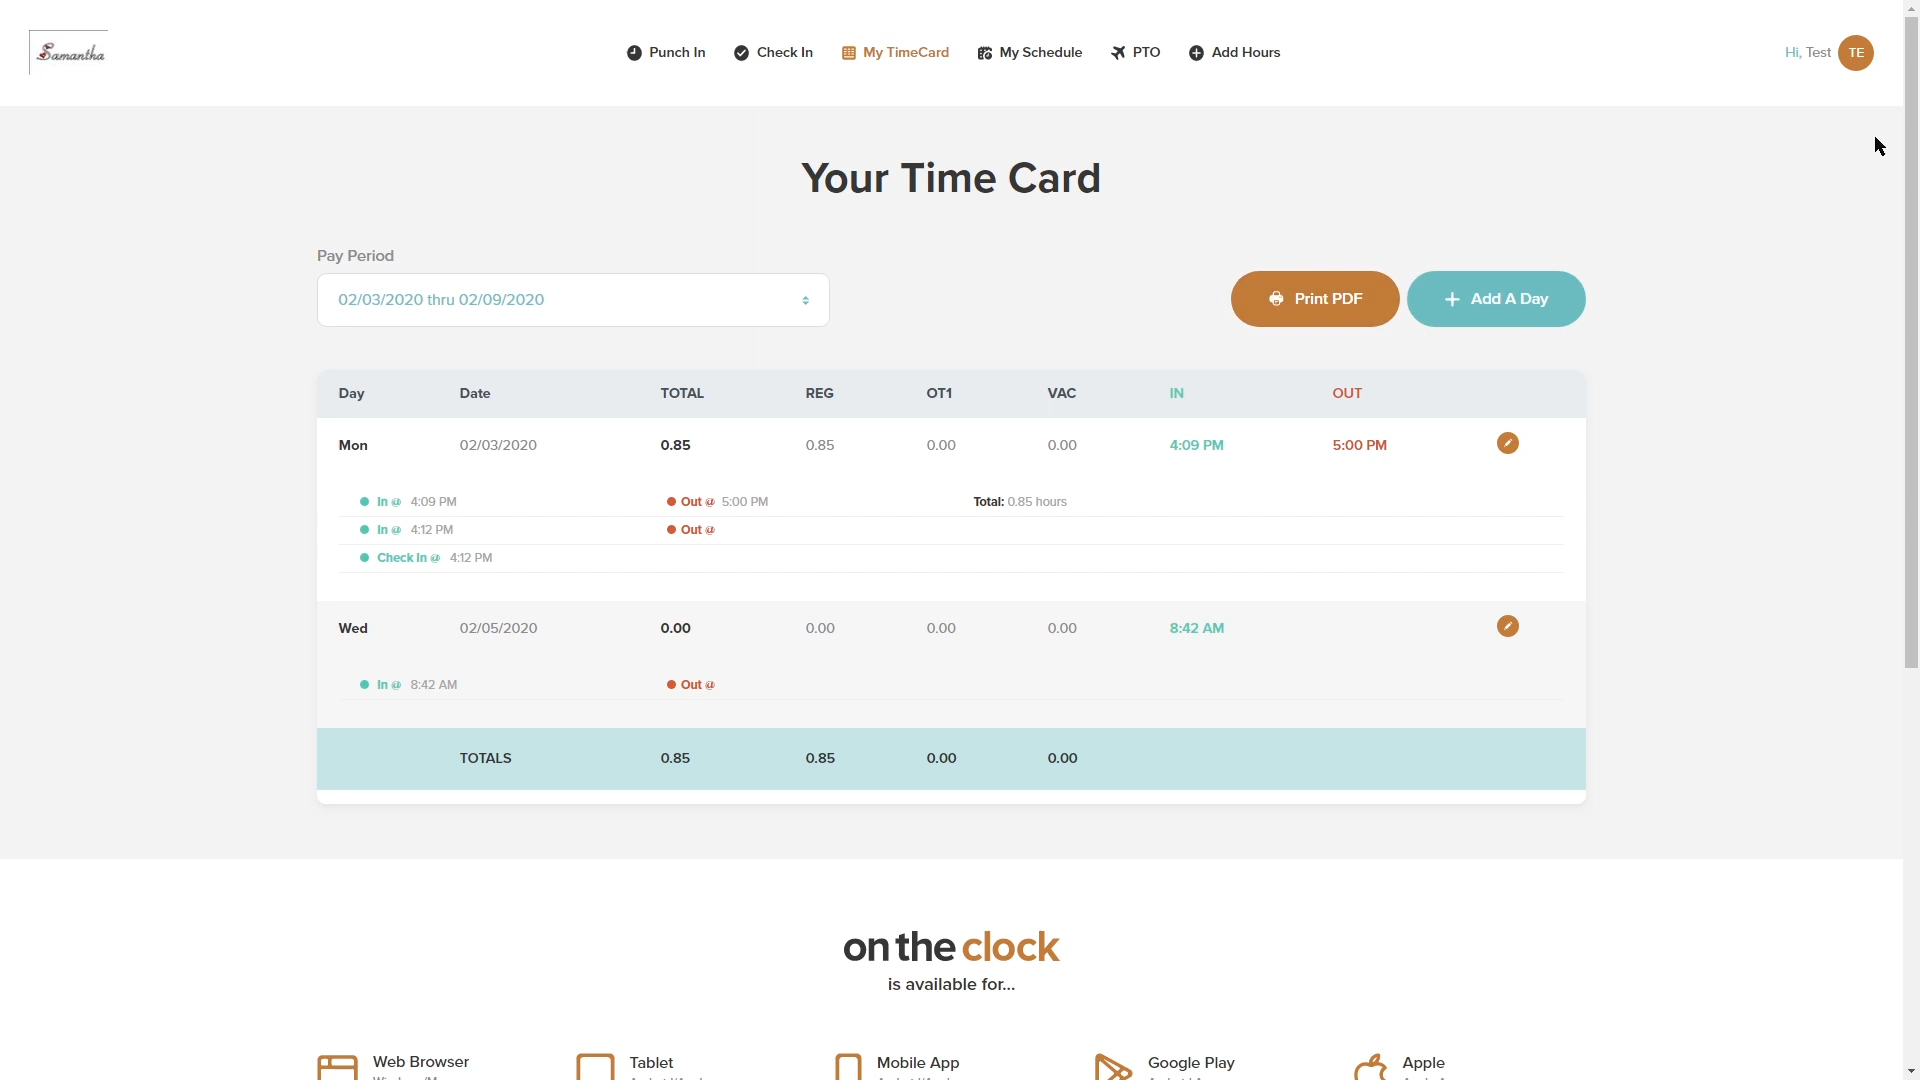 Samantha
Punch In Check In My TimeCard My Schedule PTO Add Hours
Hi, Test TE
Your Time Card
Pay Period
02/03/2020 thru 02/09/2020
Print PDF
Add A Day
Day Date TOTAL REG OT1 VAC IN OUT
Mon 02/03/2020 0.85 0.85 0.00 0.00 4:09 PM 5:00 PM
In @ 4:09 PM Out @ 5:00 PM Total: 0.85 hours
In @ 4:12 PM Out @
Check In @ 4:12 PM
Wed 02/05/2020 0.00 0.00 0.00 0.00 8:42 AM
In @ 8:42 AM Out @
TOTALS 0.85 0.85 0.00 0.00
on the clock
is available for...
Web Browser Tablet Mobile App Google Play Apple